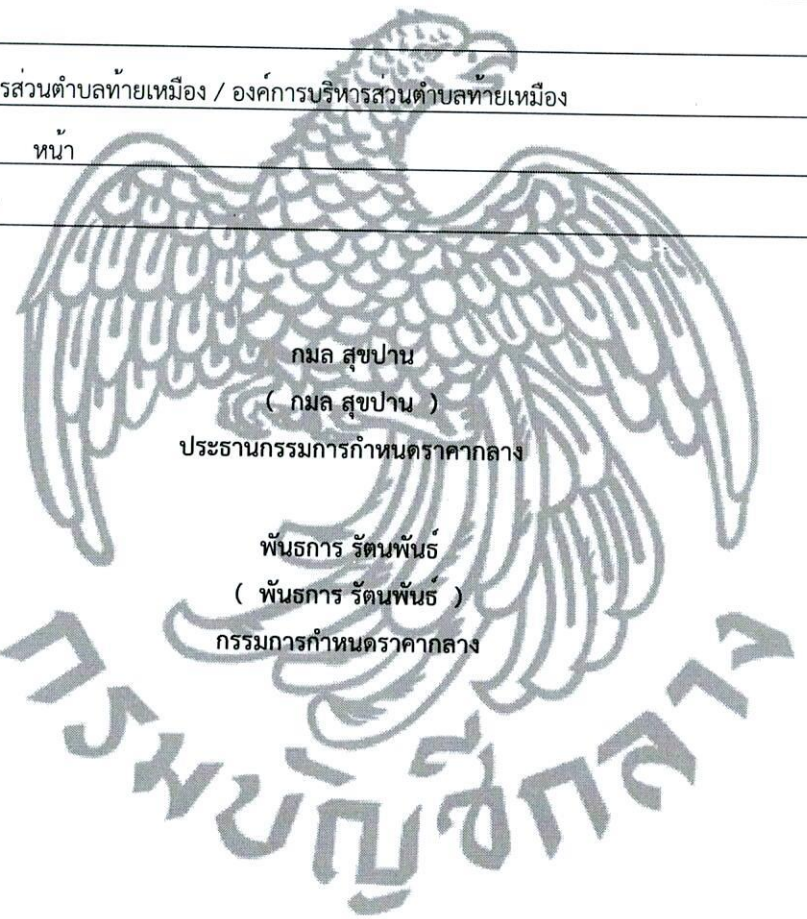 รส่วนตำบลท้ายเหมือง / องค์การบริหารส่วนตำบลท้ายเหมือง
หน้า
กมล สุขปาน
( กมล สุขปาน )
ประธานกรรมการกำหนดราคากลาง
พันธการ รัตนพันธ์
( พันธการ รัตนพันธ์ )
กรรมการกำหนดราคากลาง
กรมบัญชีกลาง